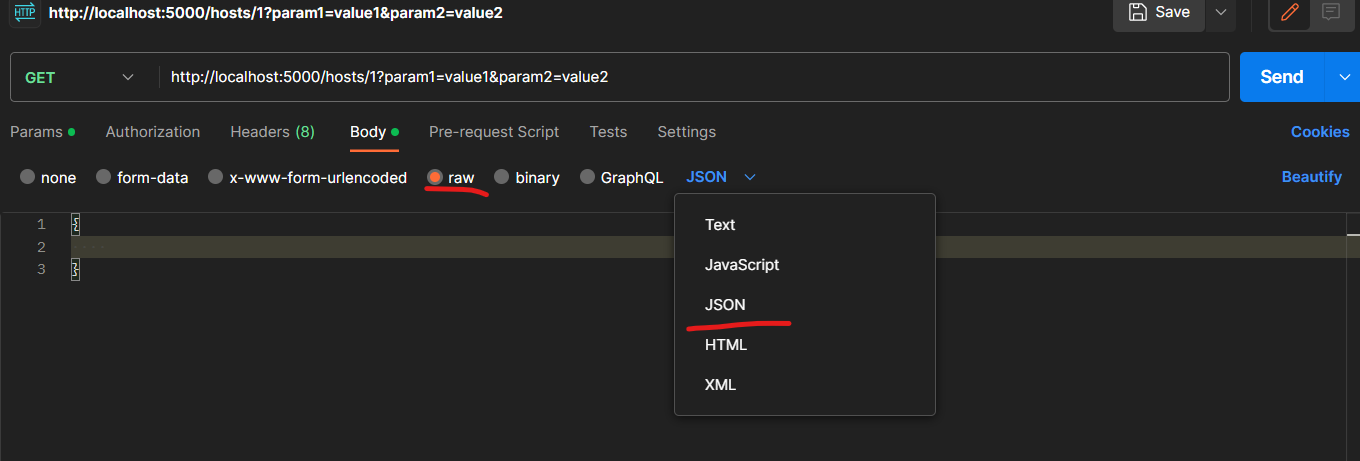 HTTP http://localhost:5000/hosts/1?param1=value1&param2=value2 Save
GET http://localhost:5000/hosts/1?param1=value1&param2=value2 Send
Params Authorization Headers (8) Body Pre-request Script Tests Settings Cookies
none form-data x-www-form-urlencoded raw binary GraphQL JSON Beautify
1 {
2
3 }
Text
JavaScript
JSON
HTML
XML